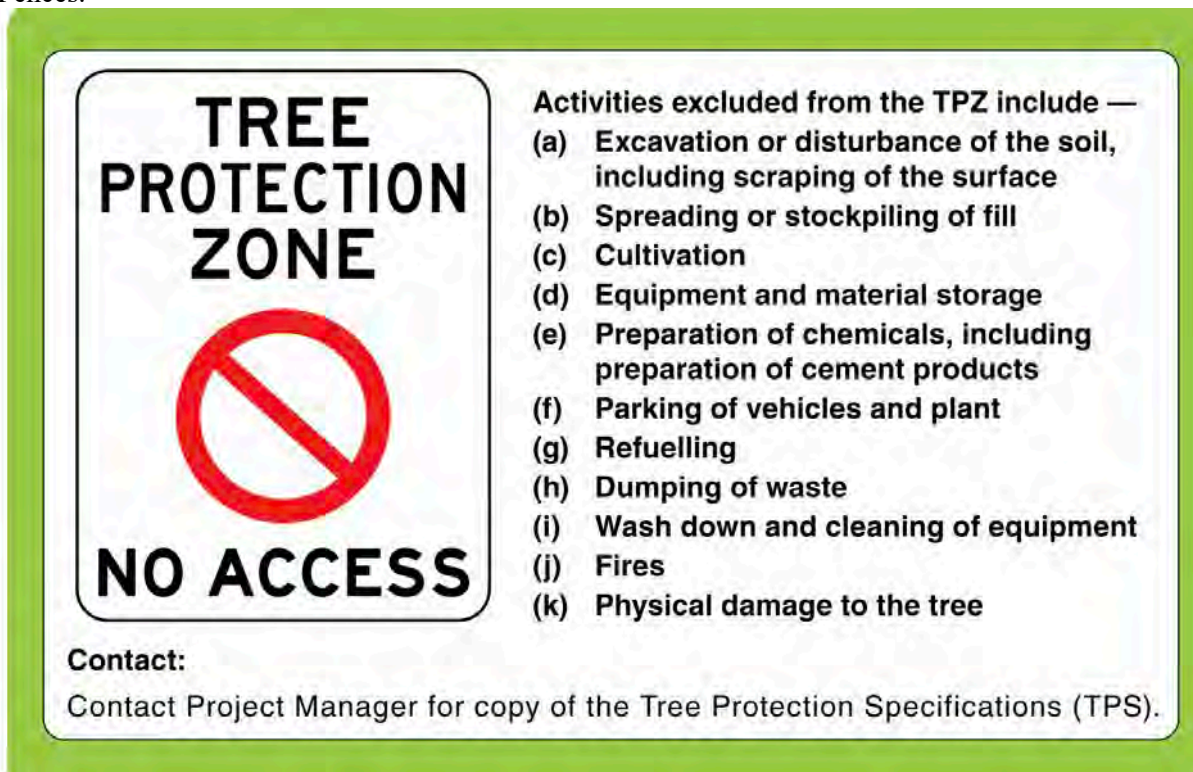 TREE
PROTECTION
ZONE
NO ACCESS
Activities excluded from the TPZ include —
(a) Excavation or disturbance of the soil,
including scraping of the surface
(b) Spreading or stockpiling of fill
(c) Cultivation
(d) Equipment and material storage
(e) Preparation of chemicals, including
preparation of cement products
(f) Parking of vehicles and plant
(g) Refuelling
(h) Dumping of waste
(i) Wash down and cleaning of equipment
(j) Fires
(k) Physical damage to the tree
Contact:
Contact Project Manager for copy of the Tree Protection Specifications (TPS).